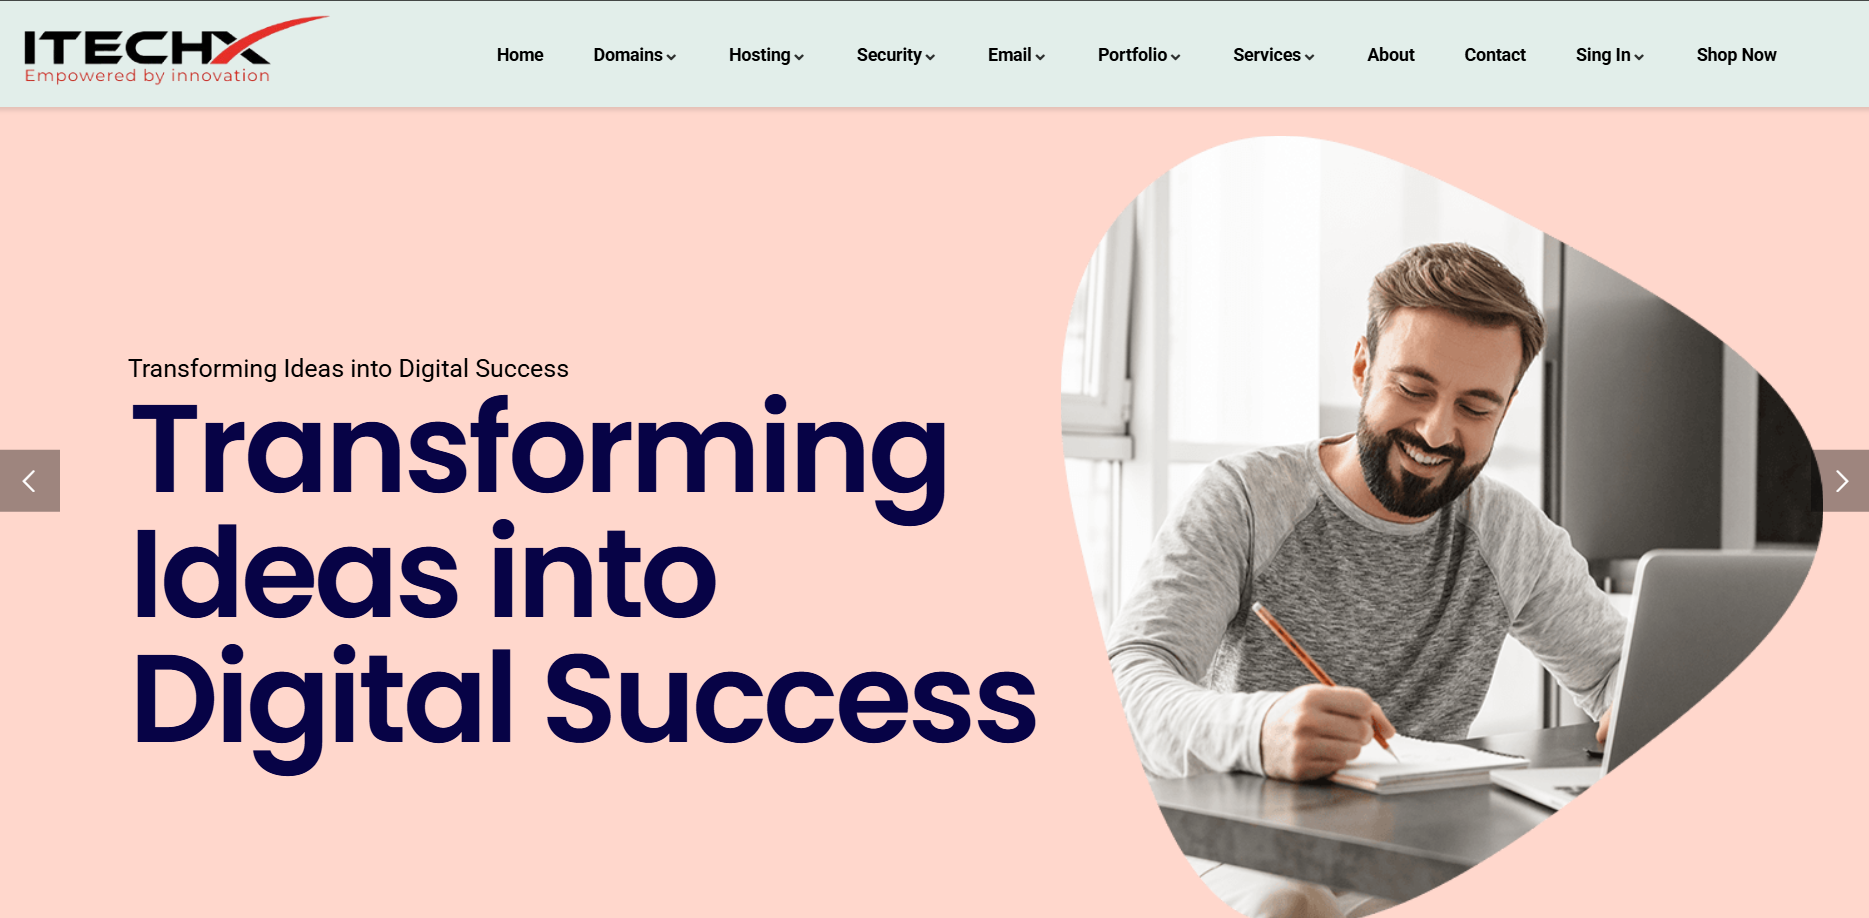 ITECHX
Empowered by innovation
Home Domains Hosting Security Email Portfolio Services About Contact Sing In Shop Now
Transforming Ideas into Digital Success
Transforming
Ideas into
Digital Success